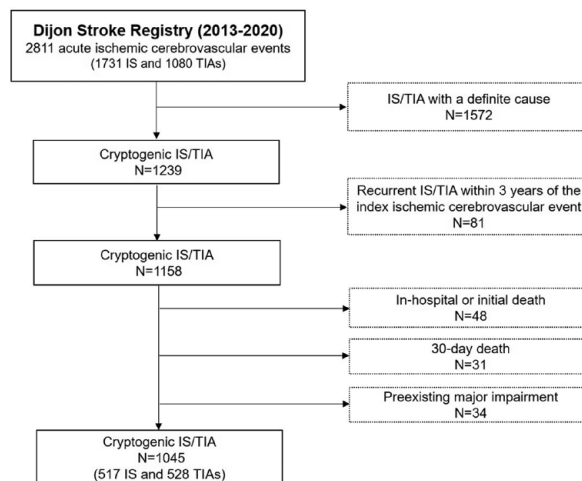 Dijon Stroke Registry (2013-2020)
2811 acute ischemic cerebrovascular events
(1731 IS and 1080 TIAs)
IS/TIA with a definite cause
N=1572
Cryptogenic IS/TIA
N=1239
Recurrent IS/TIA within 3 years of the
index ischemic cerebrovascular event
N=81
Cryptogenic IS/TIA
N=1158
In-hospital or initial death
N=48
30-day death
N=31
Preexisting major impairment
N=34
Cryptogenic IS/TIA
N=1045
(517 IS and 528 TIAs)